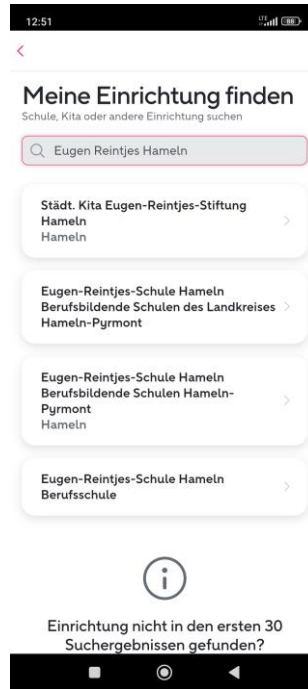 12:51
LTE
88
Meine Einrichtung finden
Schule, Kita oder andere Einrichtung suchen
Eugen Reintjes Hameln
Städt. Kita Eugen-Reintjes-Stiftung
Hameln
Hameln
Eugen-Reintjes-Schule Hameln
Berufsbildende Schulen des Landkreises
Hameln-Pyrmont
Eugen-Reintjes-Schule Hameln
Berufsbildende Schulen Hameln-
Pyrmont
Hameln
Eugen-Reintjes-Schule Hameln
Berufsschule
Einrichtung nicht in den ersten 30
Suchergebnissen gefunden?